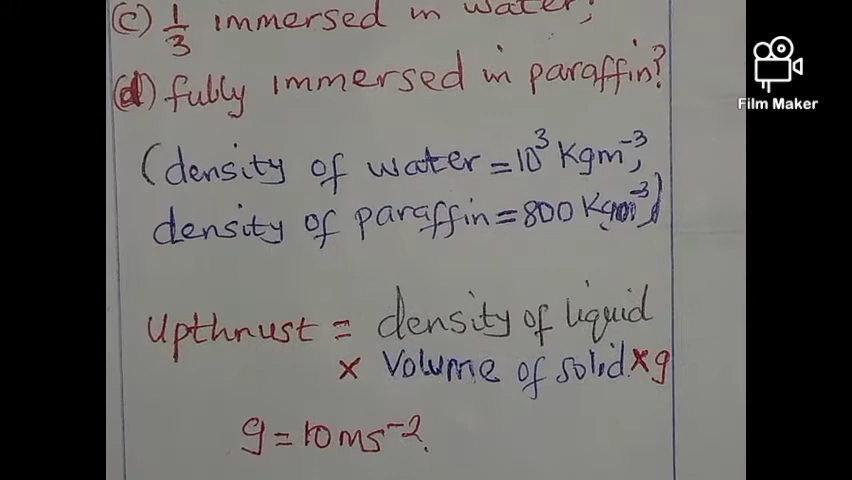 (c) 1/3 immersed in water;
(d) fully immersed in paraffin?
(density of water = 10³ Kgm⁻³,
density of paraffin = 800 Kgm⁻³)
Upthrust = density of liquid
× Volume of solid × g
g = 10ms⁻².
Film Maker